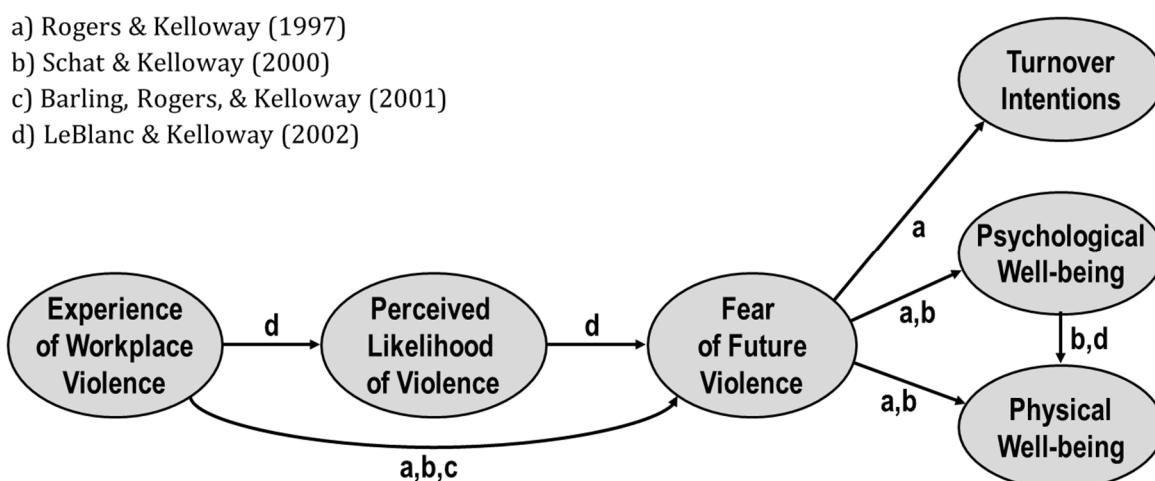 a) Rogers & Kelloway (1997)
b) Schat & Kelloway (2000)
c) Barling, Rogers, & Kelloway (2001)
d) LeBlanc & Kelloway (2002)
Turnover
Intentions
a
Psychological
Well-being
a,b
b,d
Experience
of Workplace
Violence
d
Perceived
Likelihood
of Violence
d
Fear
of Future
Violence
a,b
Physical
Well-being
a,b,c